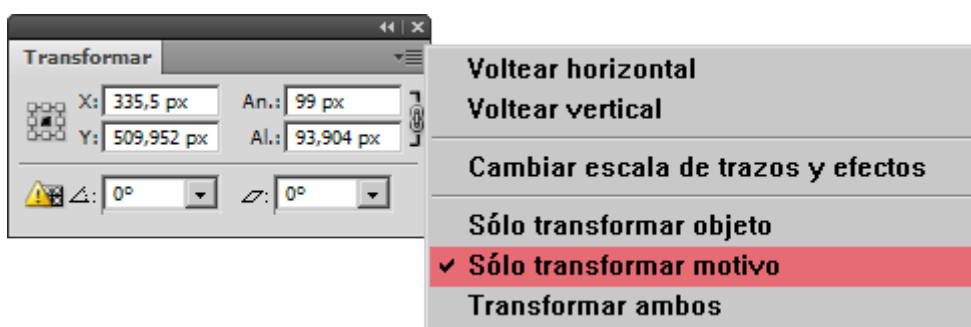 Transformar
X: 335,5 px An.: 99 px
Y: 509,952 px Al.: 93,904 px
0° 0°
Voltear horizontal
Voltear vertical
Cambiar escala de trazos y efectos
Sólo transformar objeto
Sólo transformar motivo
Transformar ambos